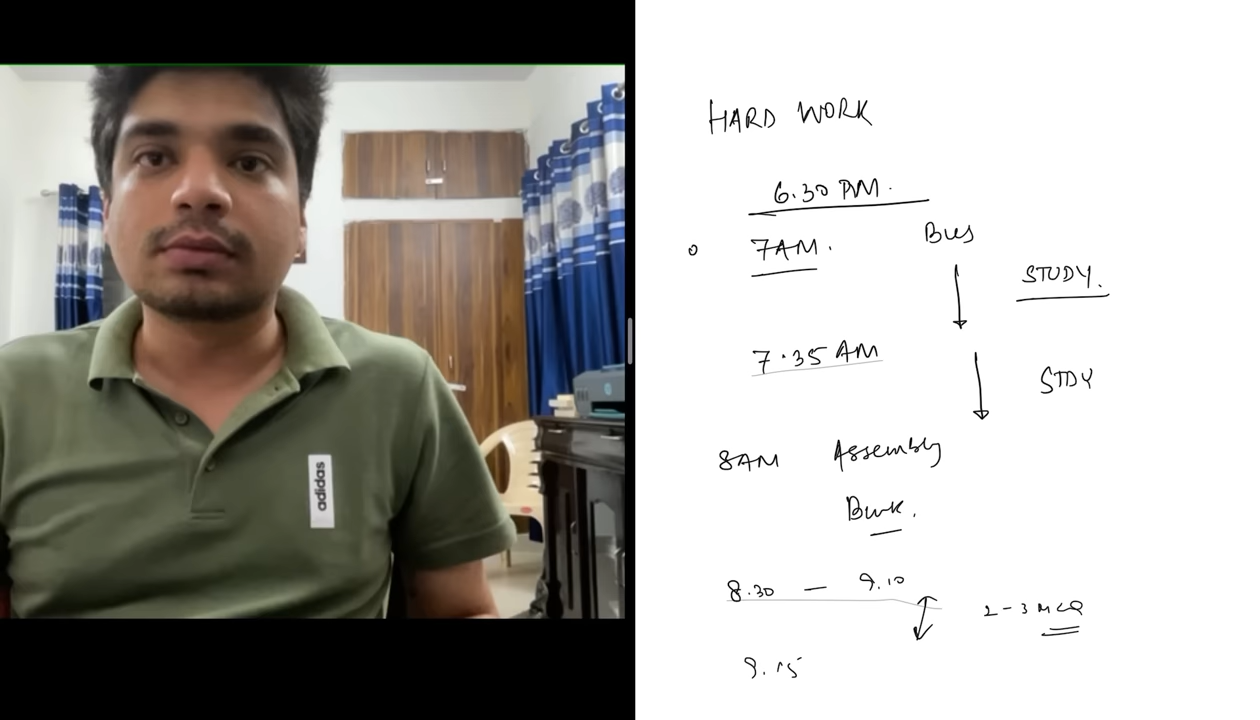 adidas
HARD WORK
6.30 PM.
7AM. Bus
STUDY.
7.35 AM
STDY
8AM Assembly
Bunk.
8.30 — 9.10
2-3 MCQ
9.15